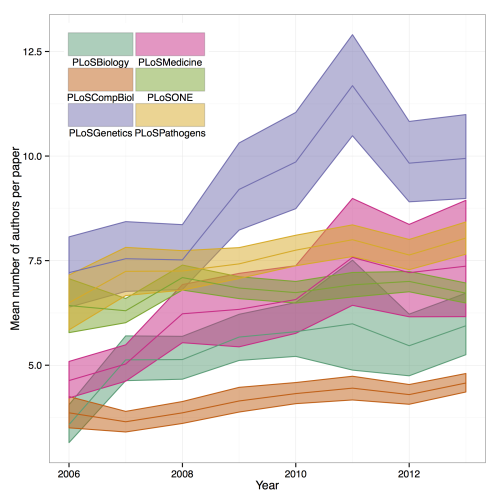 12.5
10.0
7.5
5.0
Mean number of authors per paper
PLoSBiology PLoSMedicine
PLoSCompBiol PLoSONE
PLoSGenetics PLoSPathogens
2006 2008 2010 2012
Year